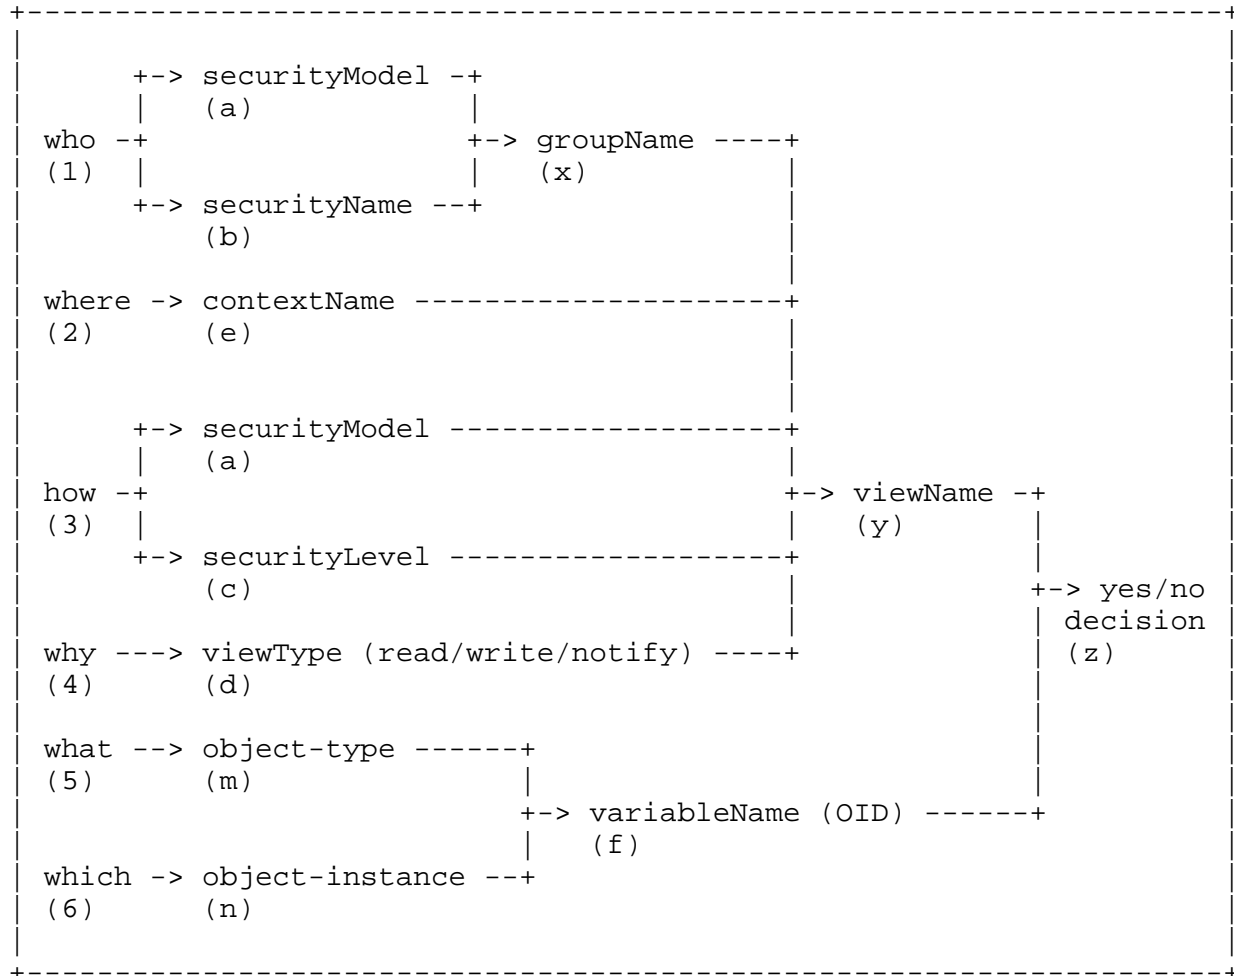 +--------------------------------------------------------------------+
|                                                                    |
|      +-> securityModel -+                                          |
|      |   (a)            |                                          |
| who -+                  +-> groupName ----+                        |
| (1)  |                  |   (x)           |                        |
|      +-> securityName --+                 |                        |
|          (b)                              |                        |
|                                           |                        |
| where -> contextName ---------------------+                        |
| (2)      (e)                              |                        |
|                                           |                        |
|                                           |                        |
|      +-> securityModel -------------------+                        |
|      |   (a)                              |                        |
| how -+                                    +-> viewName -+          |
| (3)  |                                    |   (y)       |          |
|      +-> securityLevel -------------------+             |          |
|          (c)                              |             +-> yes/no |
|                                           |             | decision |
| why ---> viewType (read/write/notify) ----+             | (z)      |
| (4)      (d)                                            |          |
|                                                         |          |
| what --> object-type ------+                            |          |
| (5)      (m)               |                            |          |
|                            +-> variableName (OID) ------+          |
|                            |   (f)                                 |
| which -> object-instance --+                                       |
| (6)      (n)                                                       |
|                                                                    |
+--------------------------------------------------------------------+